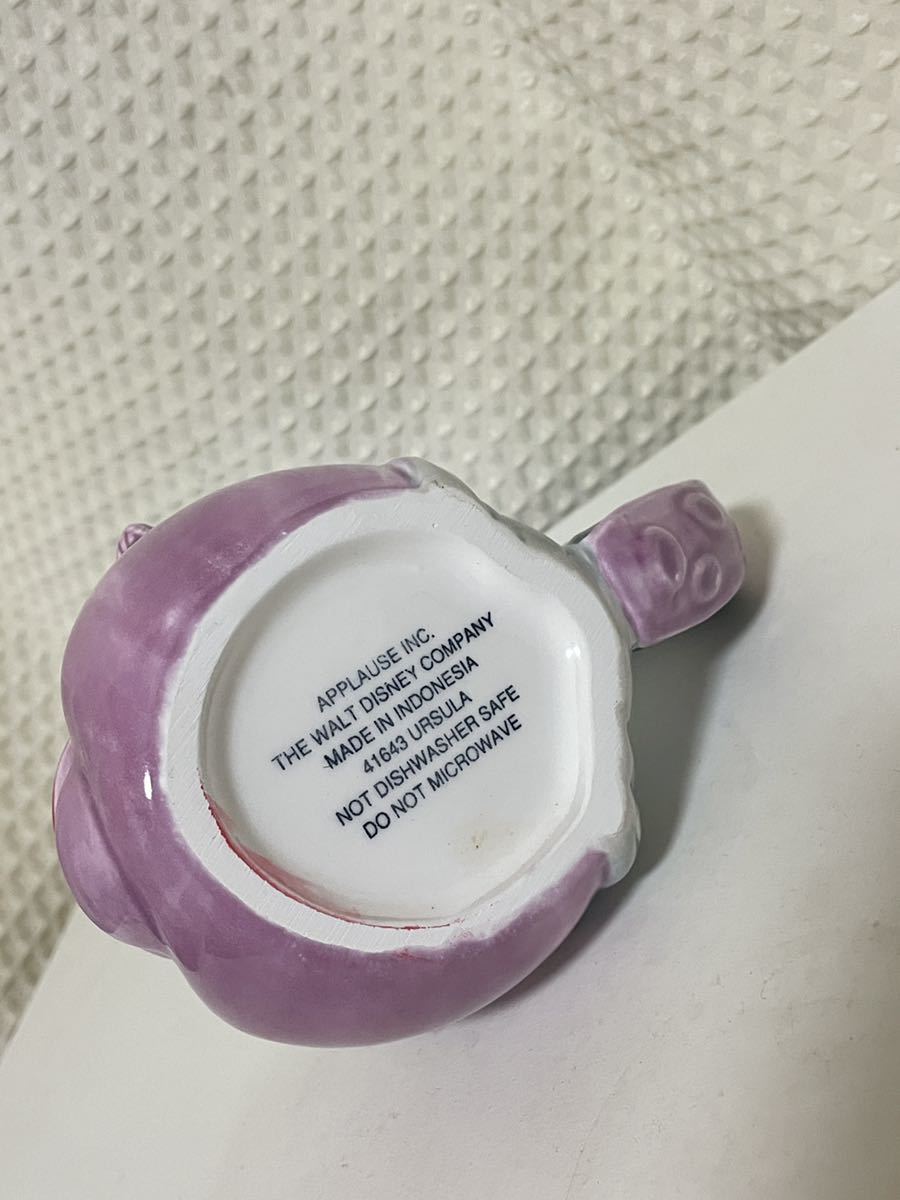 APPLAUSE INC.
THE WALT DISNEY COMPANY
MADE IN INDONESIA
41643 URSULA
NOT DISHWASHER SAFE
DO NOT MICROWAVE